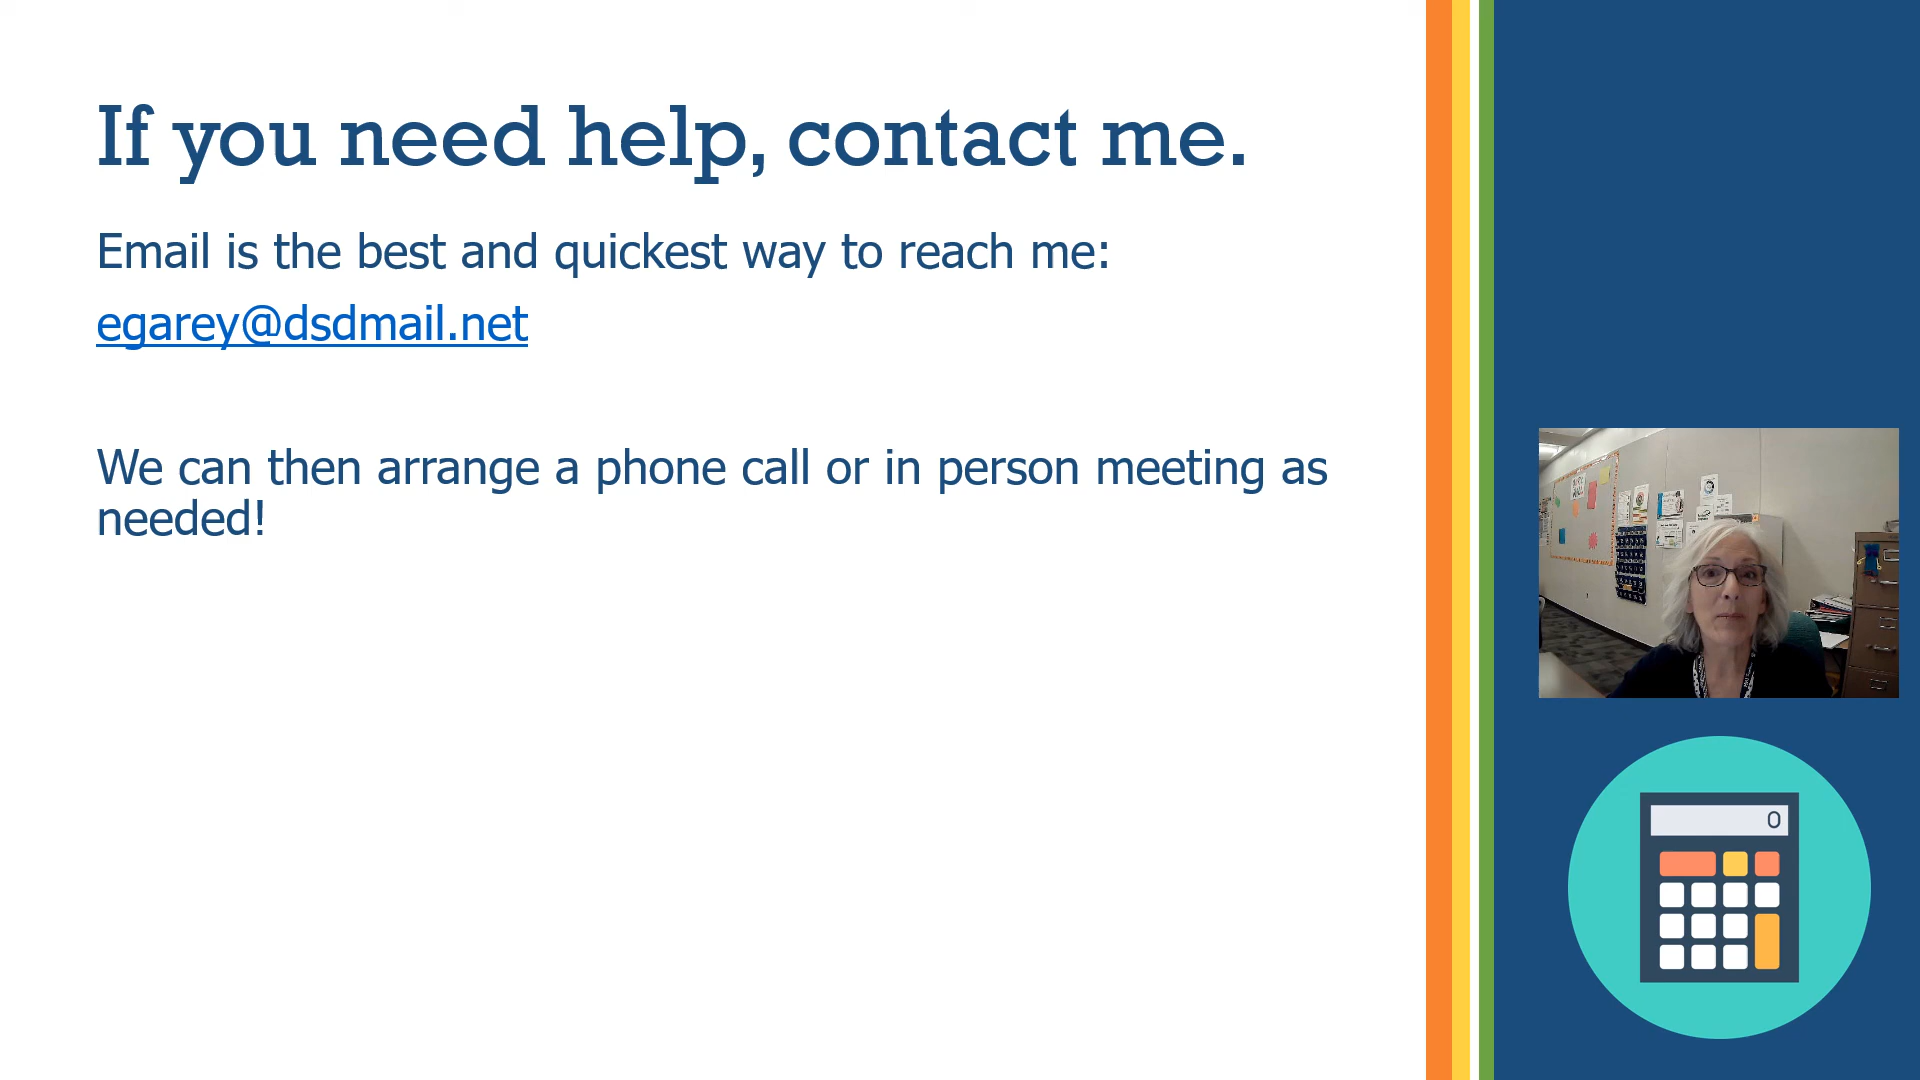 If you need help, contact me.
Email is the best and quickest way to reach me:
egarey@dsdmail.net
We can then arrange a phone call or in person meeting as
needed!
0